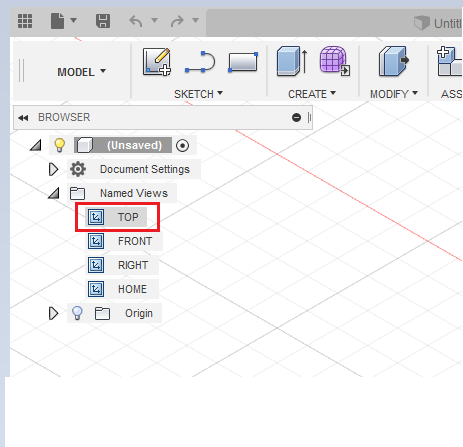 Untitl
MODEL
SKETCH
CREATE
MODIFY
ASS
BROWSER
(Unsaved)
Document Settings
Named Views
TOP
FRONT
RIGHT
HOME
Origin